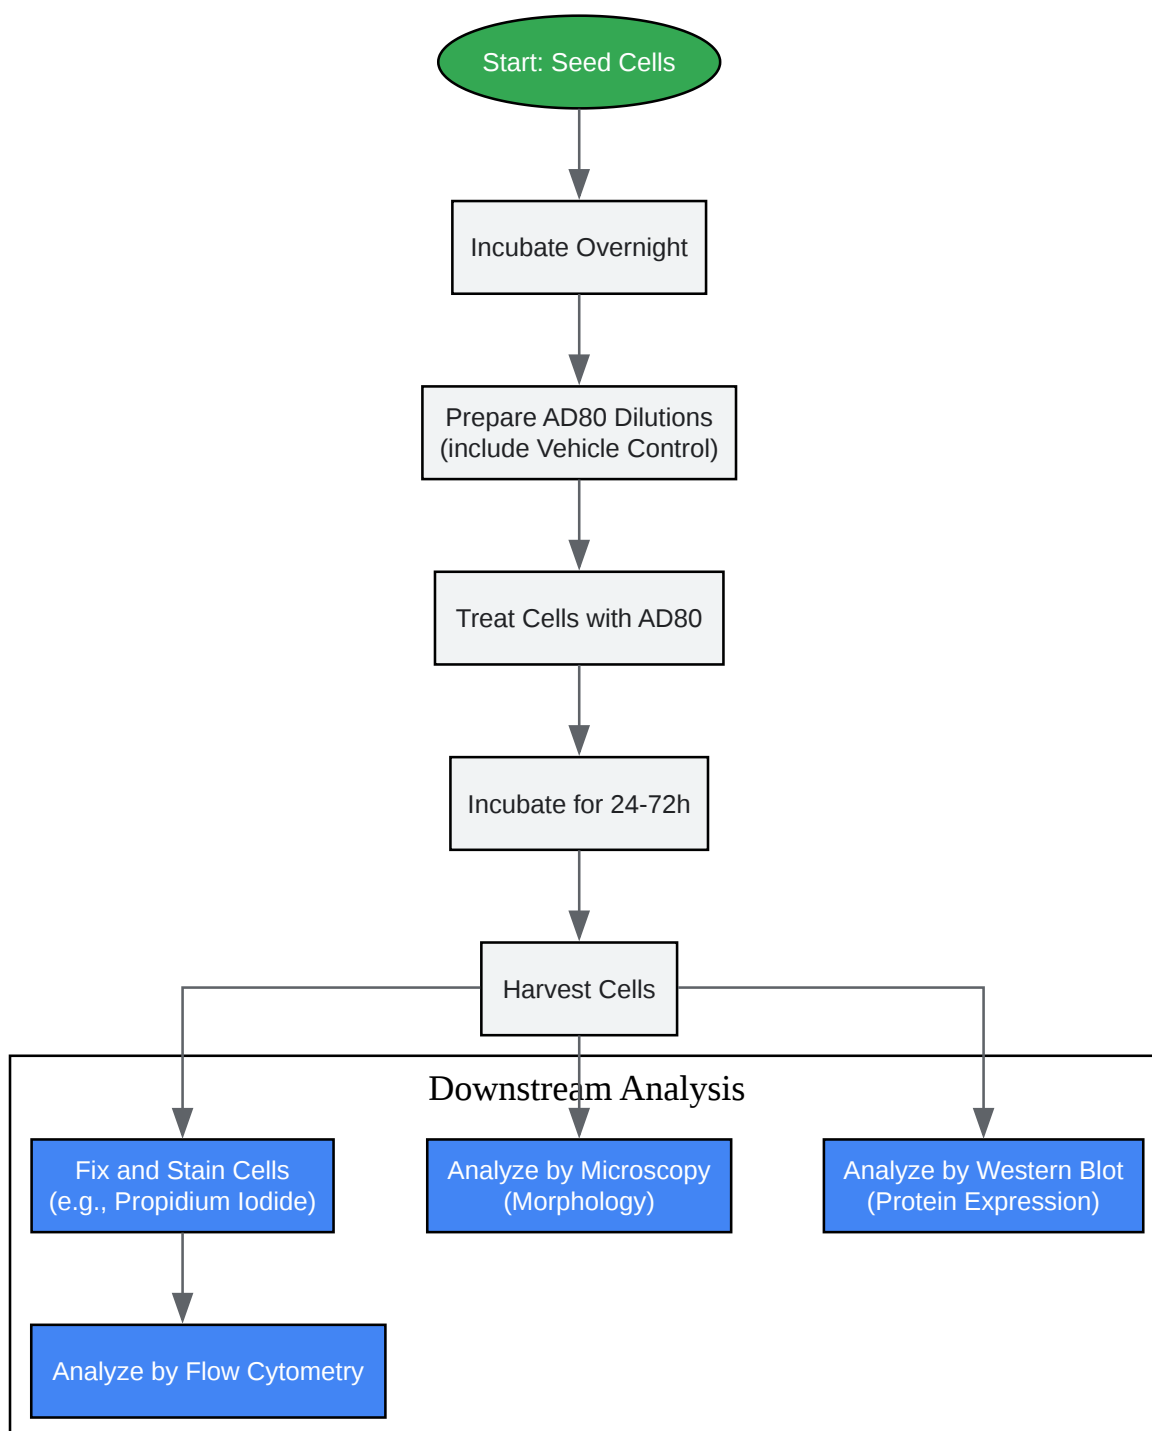 Start: Seed Cells
Incubate Overnight
Prepare AD80 Dilutions
(include Vehicle Control)
Treat Cells with AD80
Incubate for 24-72h
Harvest Cells
Downstream Analysis
Fix and Stain Cells
(e.g., Propidium Iodide)
Analyze by Microscopy
(Morphology)
Analyze by Western Blot
(Protein Expression)
Analyze by Flow Cytometry